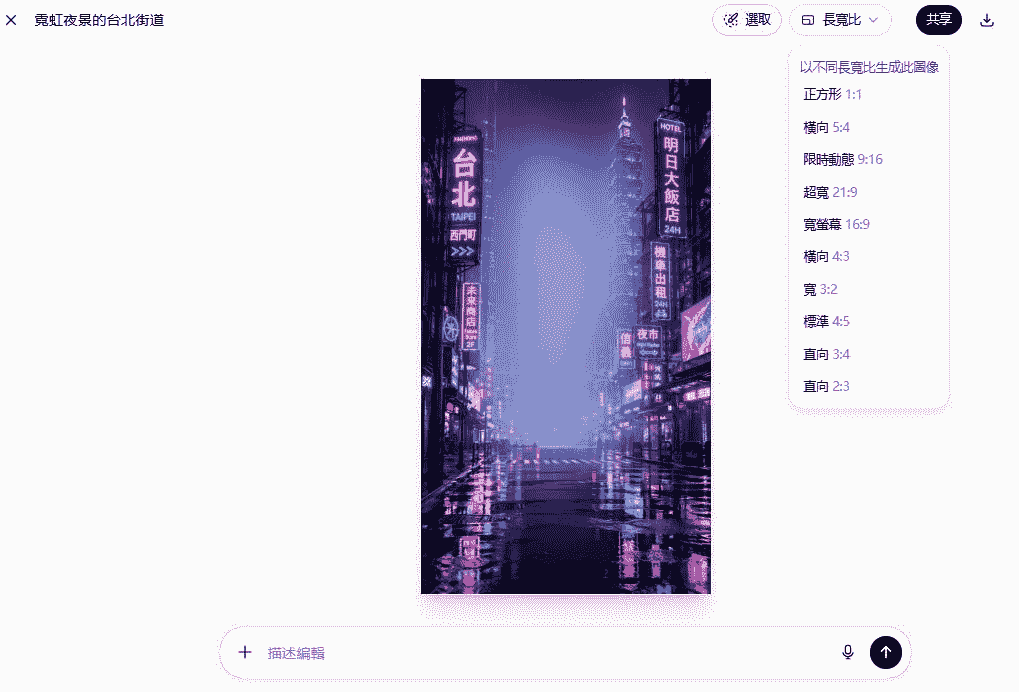 霓虹夜景的台北街道
選取
長寬比
共享
以不同長寬比生成此圖像
正方形 1:1
橫向 5:4
限時動態 9:16
超寬 21:9
寬螢幕 16:9
橫向 4:3
寬 3:2
標準 4:5
直向 3:4
直向 2:3
台北
TAIPEI
西門町
未來商店
2F
HOTEL
明日大飯店
24H
機車出租
24H
夜市
信義
描述編輯